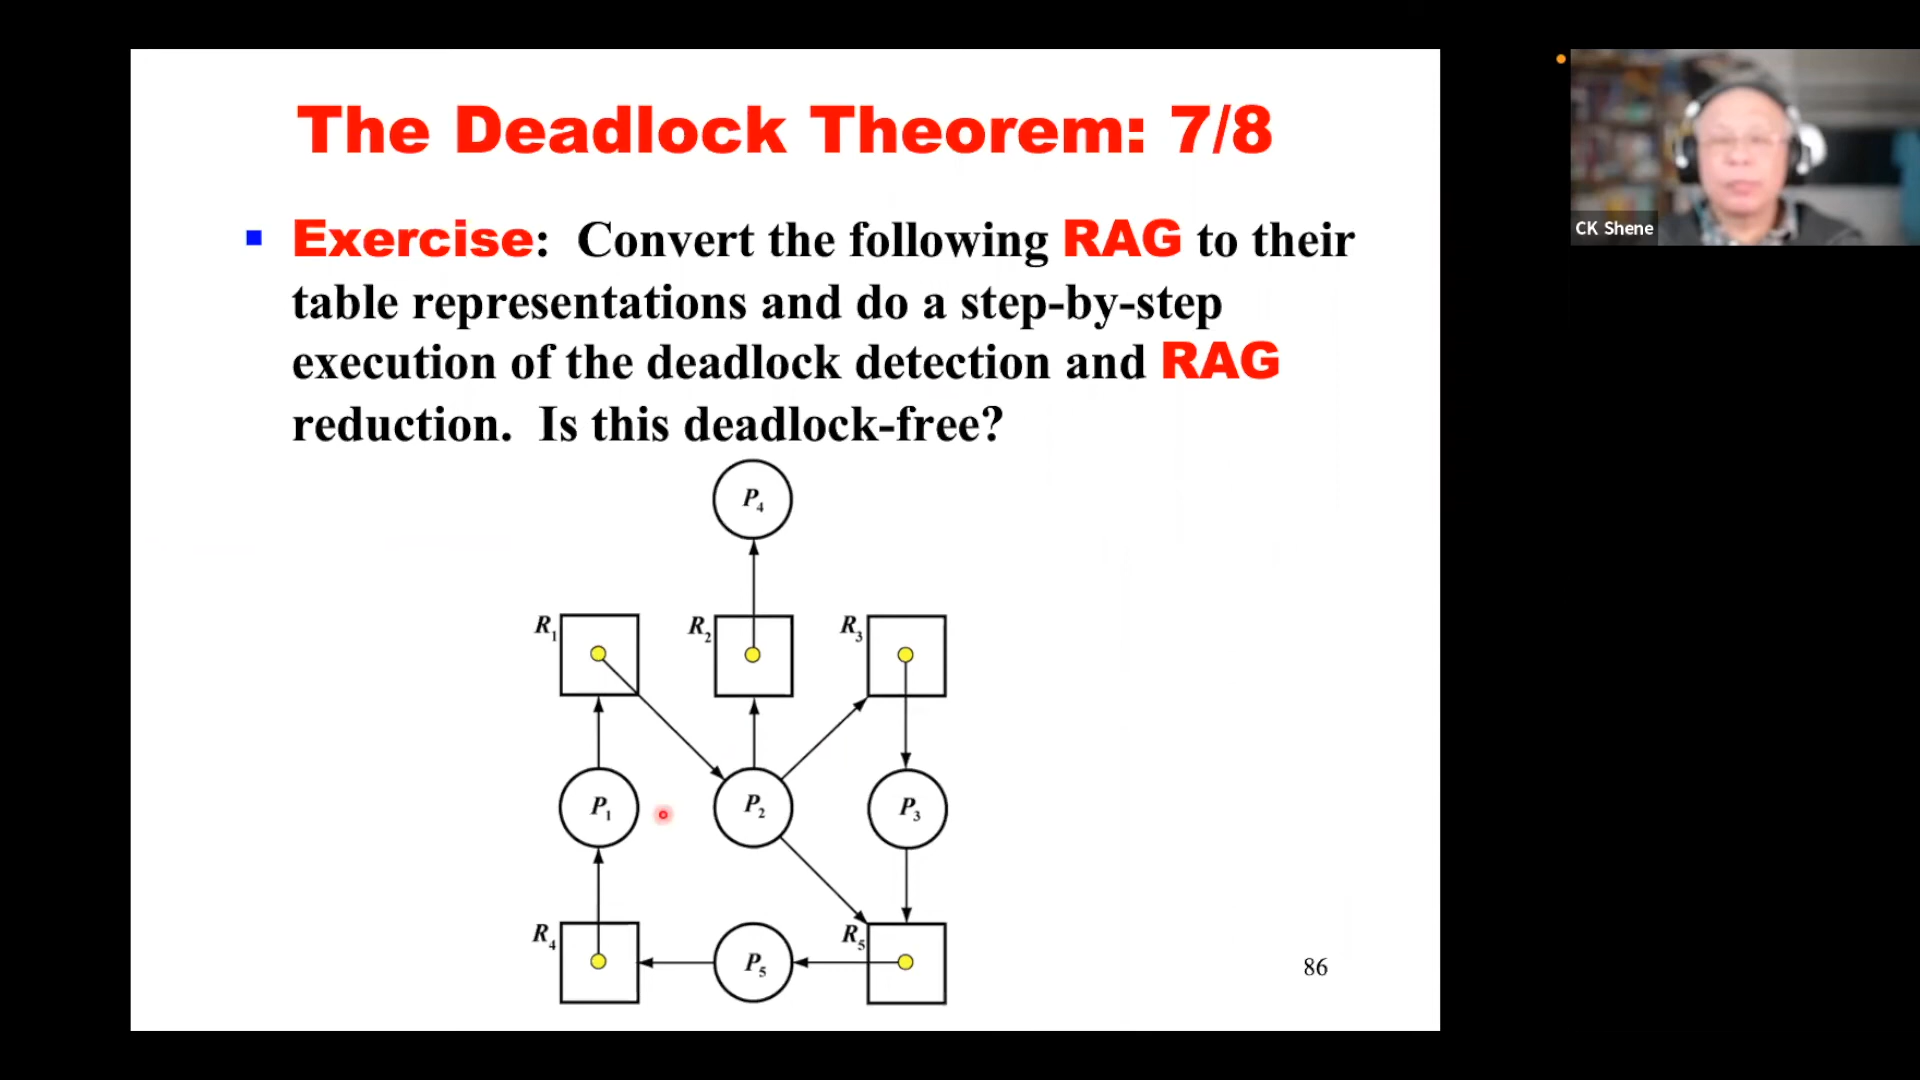 The Deadlock Theorem: 7/8
CK Shene
▪ Exercise: Convert the following RAG to their
table representations and do a step-by-step
execution of the deadlock detection and RAG
reduction. Is this deadlock-free?
P4
R1 R2 R3
P1 P2 P3
R4 P5 R5
86